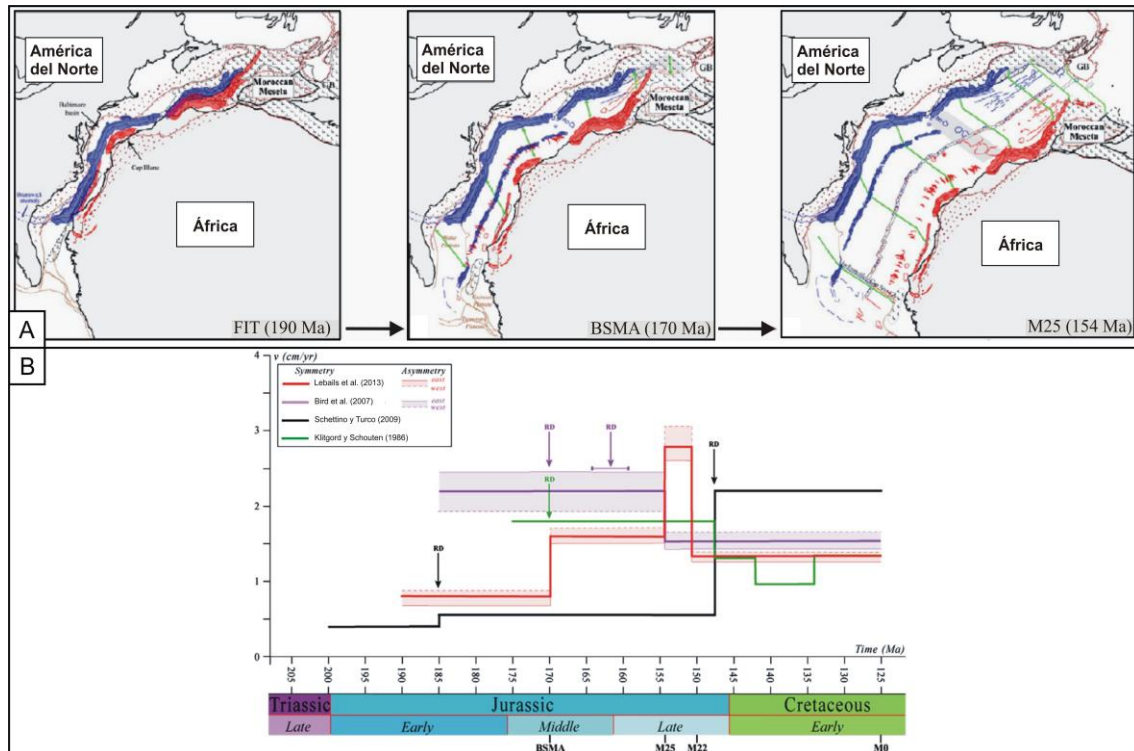 América
del Norte
Moroccan
Meseta
África
FIT (190 Ma)
América
del Norte
Moroccan
Meseta
África
BSMA (170 Ma)
América
del Norte
GB
Moroccan
Meseta
África
M25 (154 Ma)
A
B
v (cm/yr)
Symmetry
Asymmetry
Lebails et al. (2013)
east
west
Bird et al. (2007)
east
west
Schettino y Turco (2009)
Klitgord y Schouten (1986)
4
3
2
1
0
RD
RD
RD
RD
RD
Time (Ma)
205
200
195
190
185
180
175
170
165
160
155
150
145
140
135
130
125
Triassic
Jurassic
Cretaceous
Late
Early
Middle
Late
Early
BSMA
M25
M22
M0